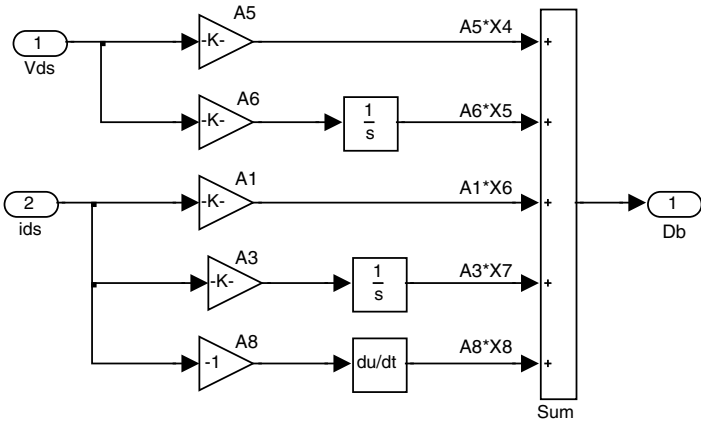 A5
A5*X4
1
-K-
+
Vds
A6
A6*X5
-K-
1
s
+
A1
A1*X6
2
-K-
+
1
ids
Db
A3
A3*X7
-K-
1
s
+
A8
A8*X8
-1
du/dt
+
Sum